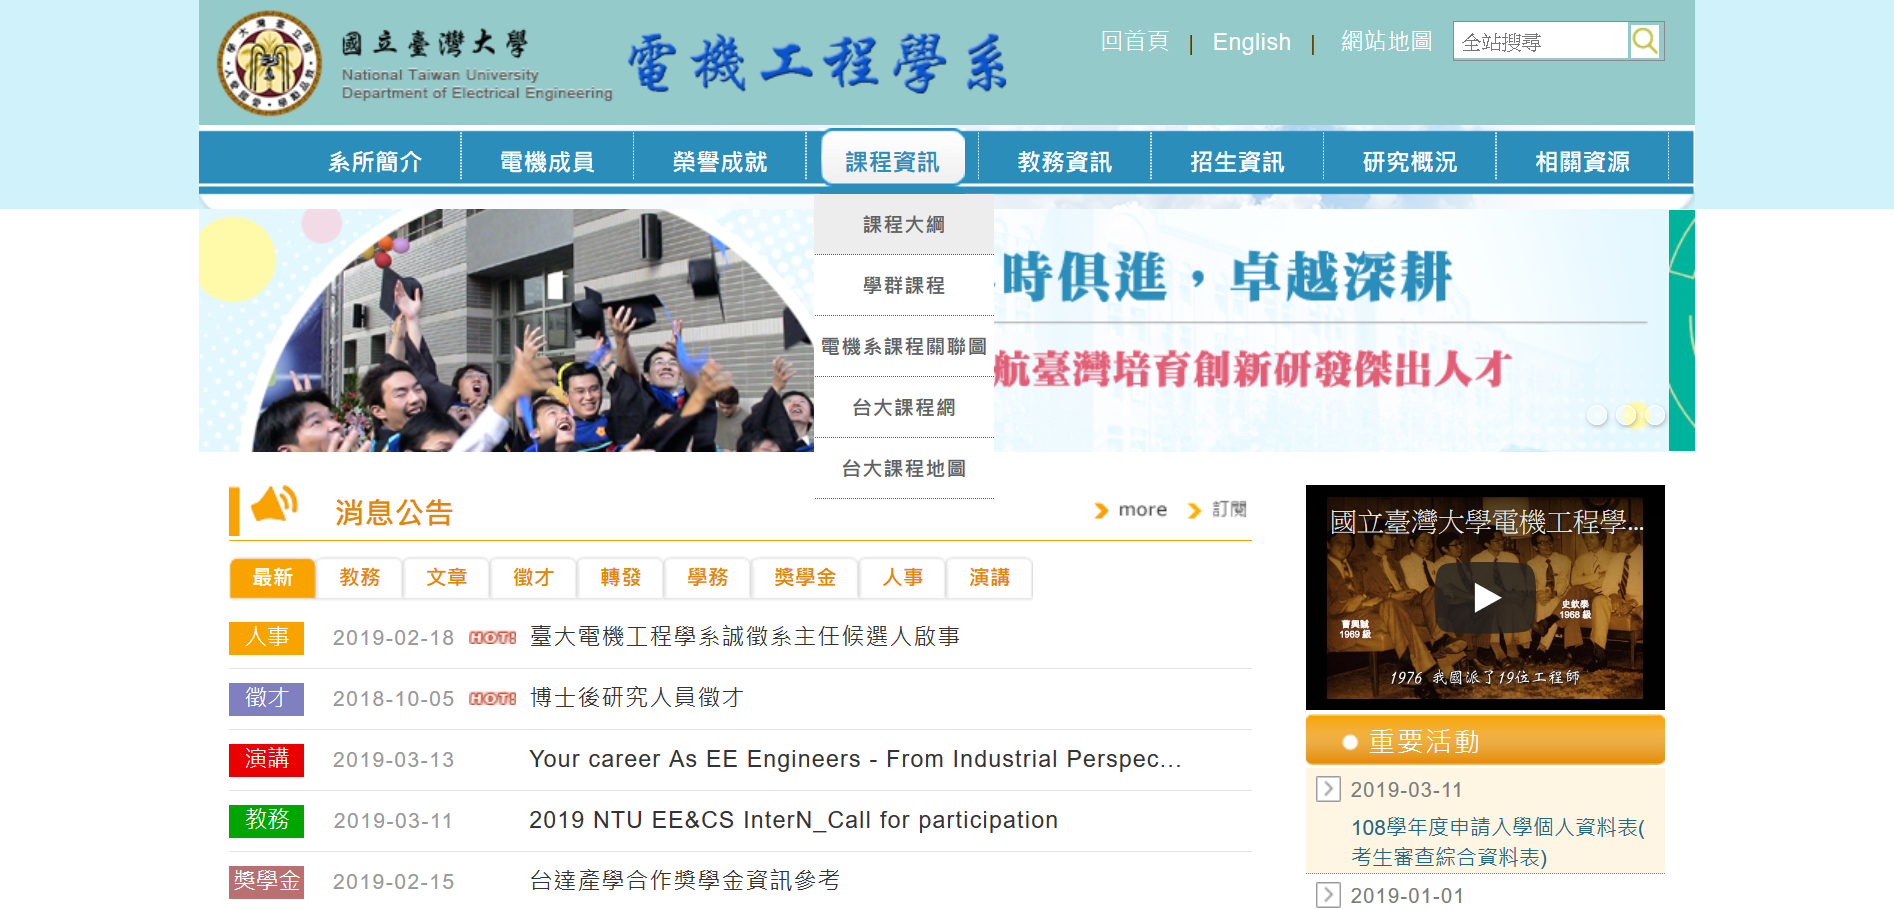 國立臺灣大學
National Taiwan University
Department of Electrical Engineering
電機工程學系
回首頁 | English | 網站地圖
全站搜尋
系所簡介 電機成員 榮譽成就 課程資訊 教務資訊 招生資訊 研究概況 相關資源
課程大綱
學群課程
電機系課程關聯圖
台大課程網
台大課程地圖
時俱進，卓越深耕
航臺灣培育創新研發傑出人才
消息公告
more 訂閱
最新 教務 文章 徵才 轉發 學務 獎學金 人事 演講
人事 2019-02-18 HOT! 臺大電機工程學系誠徵系主任候選人啟事
徵才 2018-10-05 HOT! 博士後研究人員徵才
演講 2019-03-13 Your career As EE Engineers - From Industrial Perspec...
教務 2019-03-11 2019 NTU EE&CS InterN_Call for participation
獎學金 2019-02-15 台達產學合作獎學金資訊參考
國立臺灣大學電機工程學...
史欽泰
1968 級
曹興誠
1969 級
1976 我國派了19位工程師
重要活動
2019-03-11
108學年度申請入學個人資料表(
考生審查綜合資料表)
2019-01-01